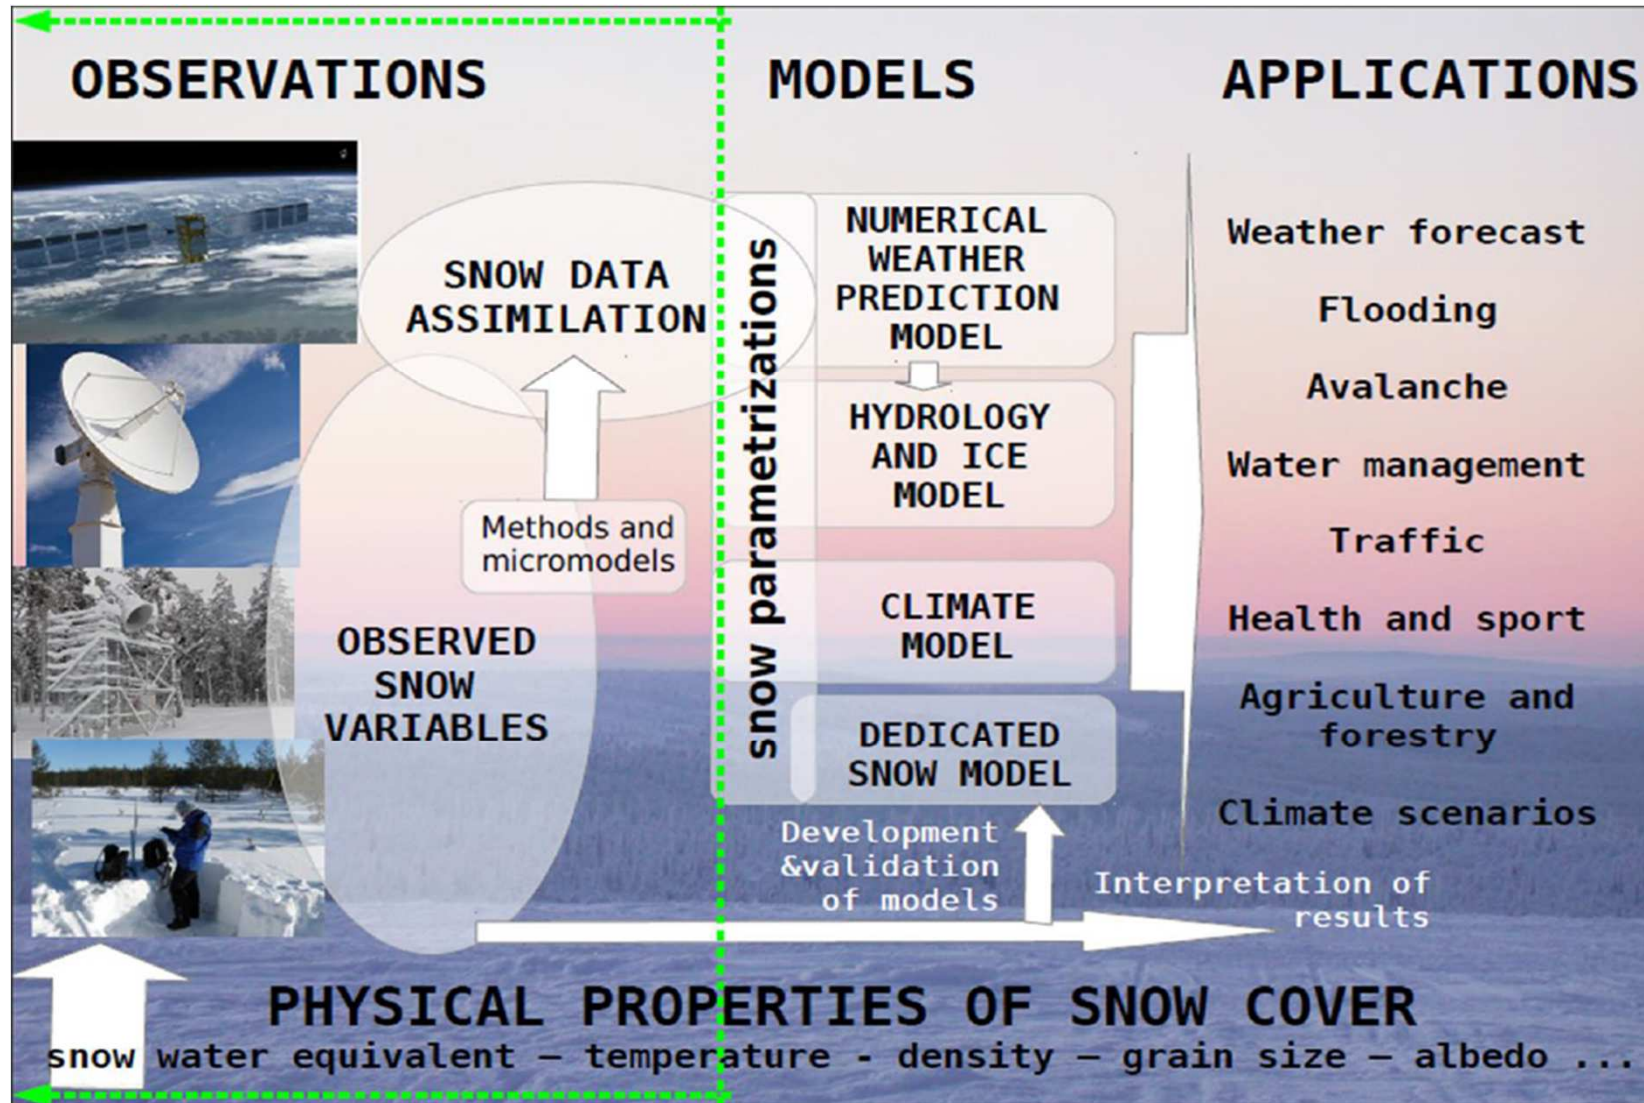 OBSERVATIONS
MODELS
APPLICATIONS
SNOW DATA
ASSIMILATION
Methods and
micromodels
OBSERVED
SNOW
VARIABLES
snow parametrizations
NUMERICAL
WEATHER
PREDICTION
MODEL
HYDROLOGY
AND ICE
MODEL
CLIMATE
MODEL
DEDICATED
SNOW MODEL
Development
&validation
of models
Interpretation of
results
Weather forecast
Flooding
Avalanche
Water management
Traffic
Health and sport
Agriculture and
forestry
Climate scenarios
PHYSICAL PROPERTIES OF SNOW COVER
snow water equivalent – temperature - density – grain size – albedo ...